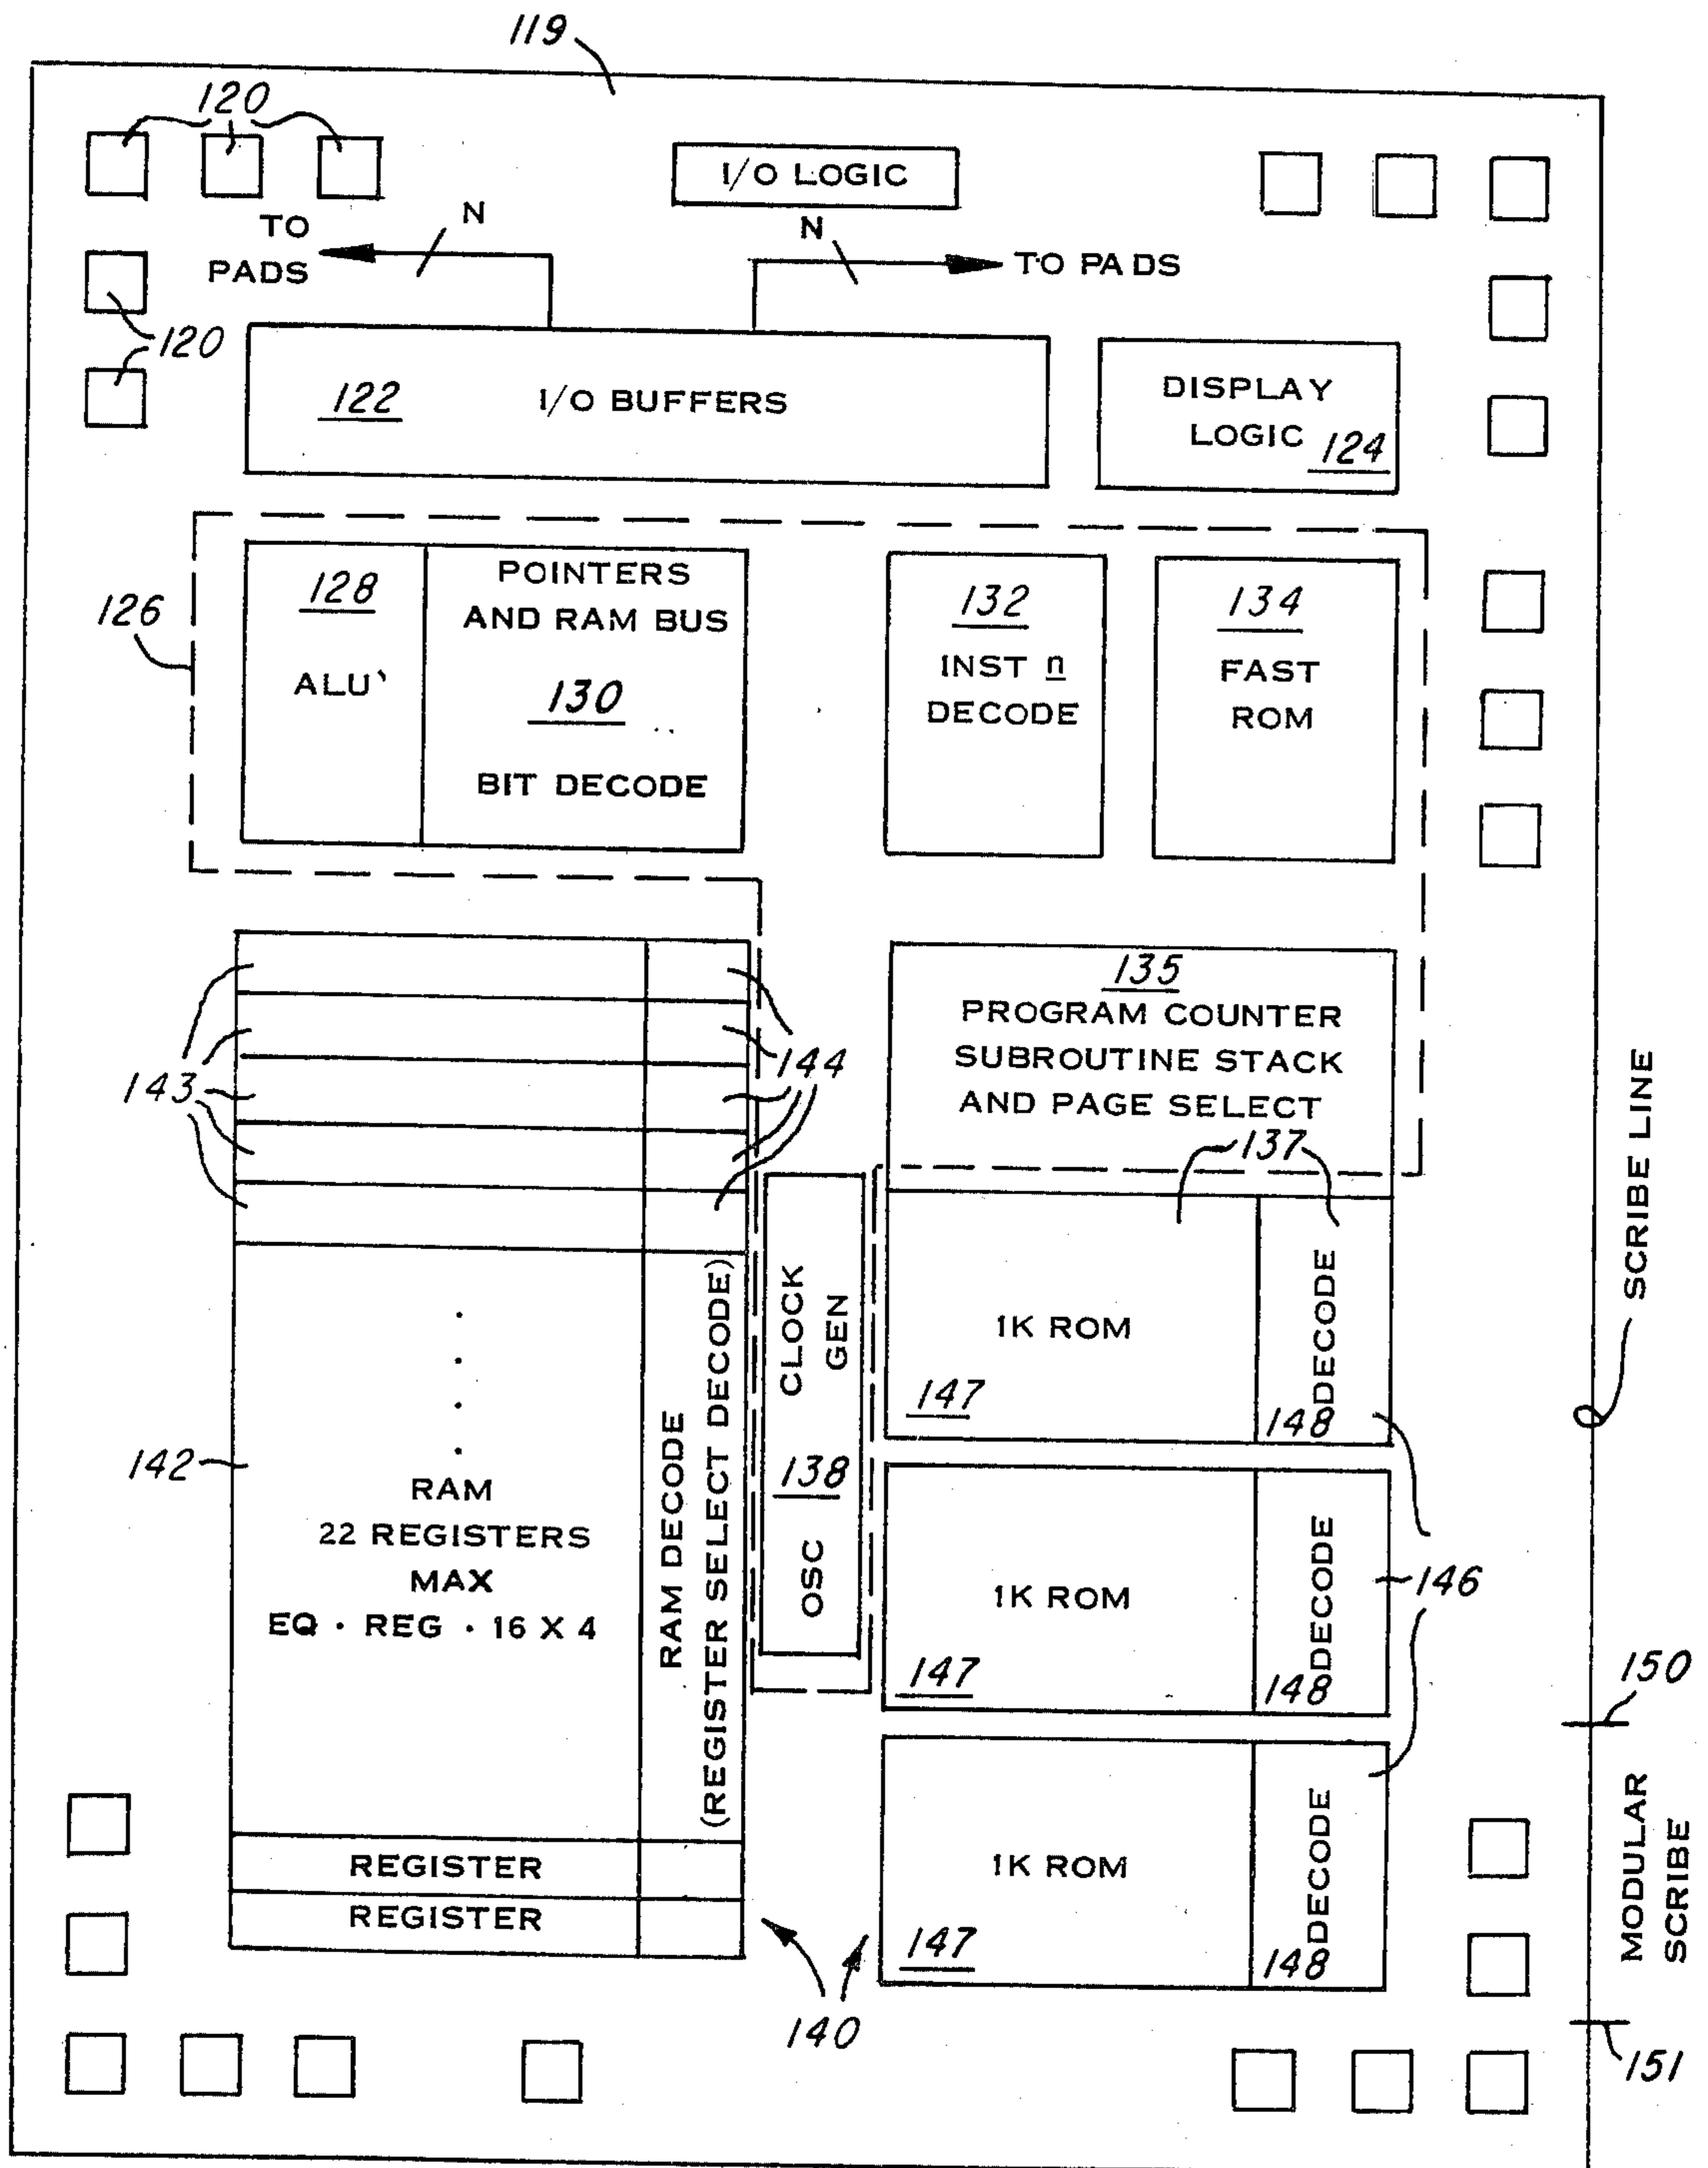 119
120
I/O LOGIC
N
TO
PADS
N
TO PADS
120
122
I/O BUFFERS
DISPLAY
LOGIC
124
126
128
ALU
POINTERS
AND RAM BUS
130
BIT DECODE
132
INST n
DECODE
134
FAST
ROM
143
144
135
PROGRAM COUNTER
SUBROUTINE STACK
AND PAGE SELECT
137
142
RAM
22 REGISTERS
MAX
EQ · REG · 16 X 4
RAM DECODE
(REGISTER SELECT DECODE)
CLOCK
GEN
138
OSC
1K ROM
147
DECODE
148
1K ROM
147
DECODE
148
146
1K ROM
147
DECODE
148
REGISTER
REGISTER
140
SCRIBE LINE
150
MODULAR
SCRIBE
151